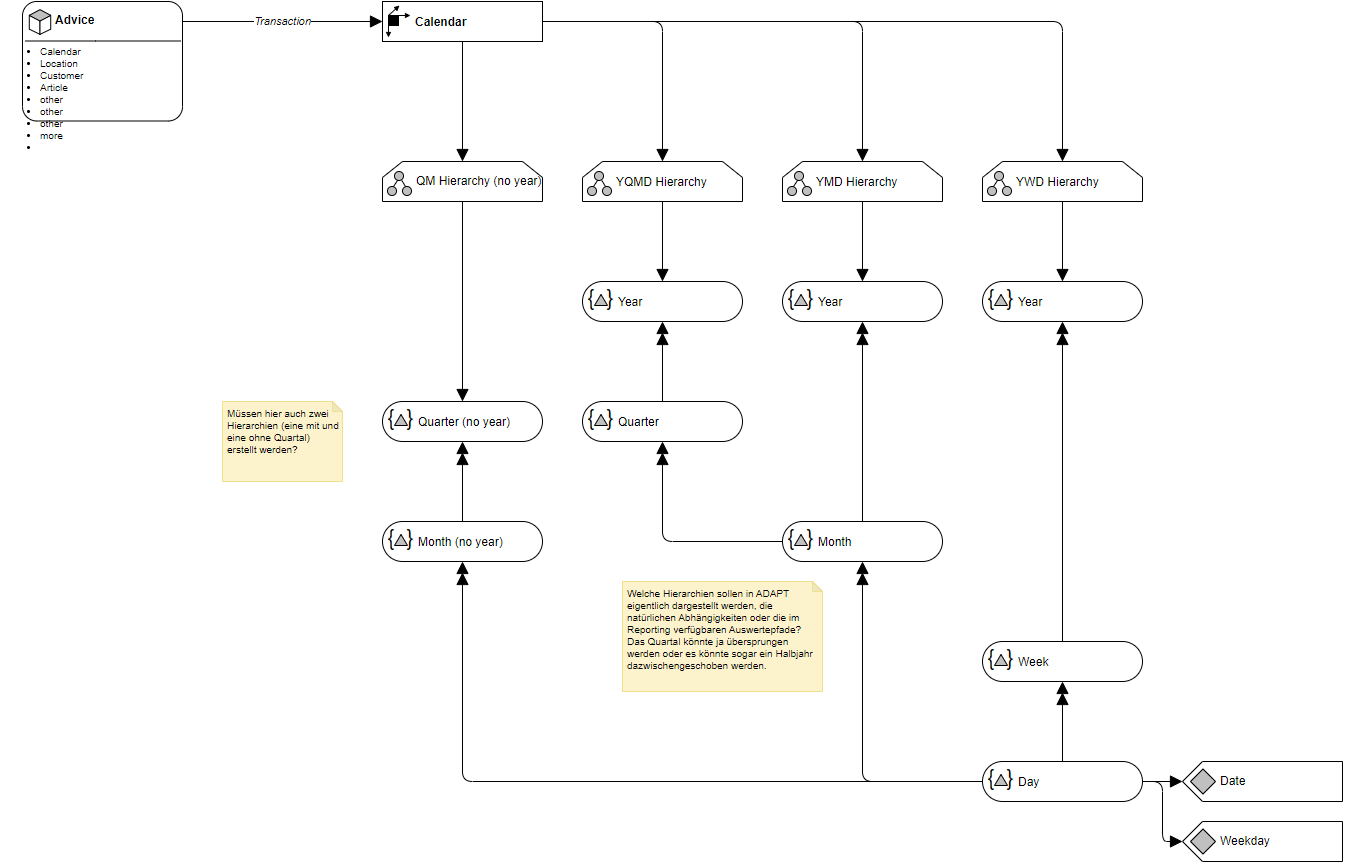 Advice
Calendar
Location
Customer
Article
other
other
other
more
Transaction
Calendar
QM Hierarchy (no year)
YQMD Hierarchy
YMD Hierarchy
YWD Hierarchy
Year
Year
Year
Müssen hier auch zwei
Hierarchien (eine mit und
eine ohne Quartal)
erstellt werden?
Quarter (no year)
Quarter
Month (no year)
Month
Welche Hierarchien sollen in ADAPT
eigentlich dargestellt werden, die
natürlichen Abhängigkeiten oder die im
Reporting verfügbaren Auswertepfade?
Das Quartal könnte ja übersprungen
werden oder es könnte sogar ein Halbjahr
dazwischengeschoben werden.
Week
Day
Date
Weekday